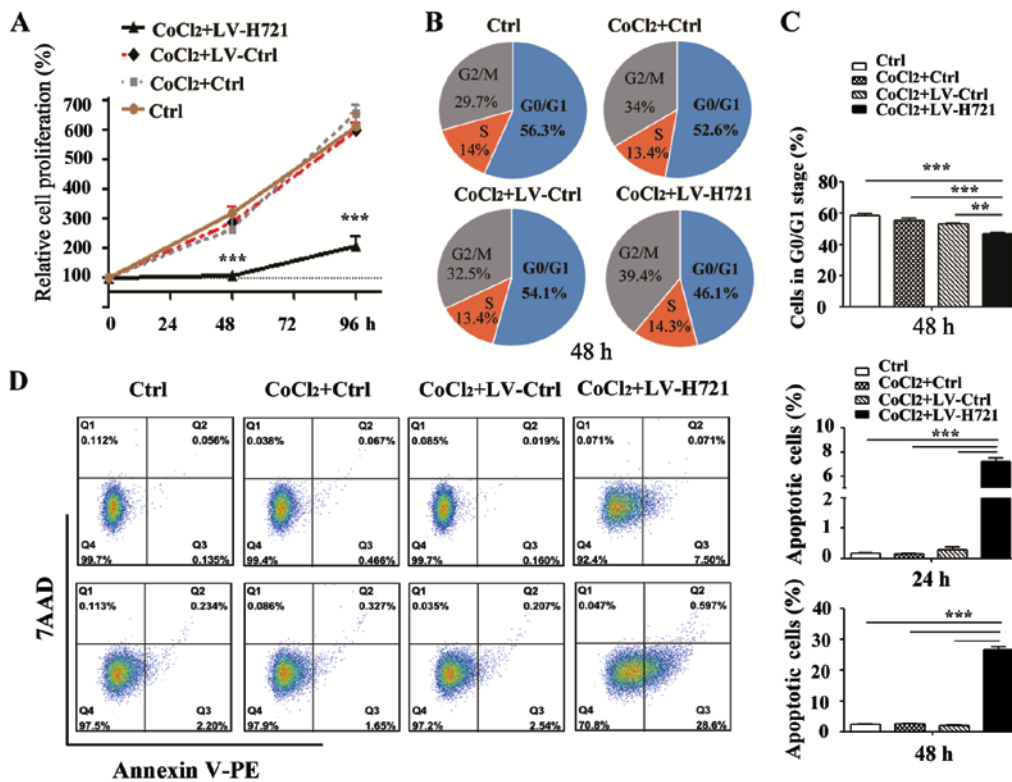 A
CoCl2+LV-H721
CoCl2+LV-Ctrl
CoCl2+Ctrl
Ctrl
Relative cell proliferation (%)
700
600
500
400
300
200
100
***
***
0 24 48 72 96 h
B
Ctrl
G2/M
29.7%
G0/G1
56.3%
S
14%
CoCl2+Ctrl
G2/M
34%
G0/G1
52.6%
S
13.4%
CoCl2+LV-Ctrl
G2/M
32.5%
G0/G1
54.1%
S
13.4%
CoCl2+LV-H721
G2/M
39.4%
G0/G1
46.1%
S
14.3%
48 h
C
Ctrl
CoCl2+Ctrl
CoCl2+LV-Ctrl
CoCl2+LV-H721
Cells in G0/G1 stage (%)
80
60
40
20
0
***
***
**
48 h
D
Ctrl CoCl2+Ctrl CoCl2+LV-Ctrl CoCl2+LV-H721
Q1 Q2 Q1 Q2 Q1 Q2 Q1 Q2
0.112% 0.056% 0.038% 0.067% 0.085% 0.019% 0.071% 0.071%
Q4 Q3 Q4 Q3 Q4 Q3 Q4 Q3
99.7% 0.135% 99.4% 0.466% 99.7% 0.160% 92.4% 7.50%
Q1 Q2 Q1 Q2 Q1 Q2 Q1 Q2
0.113% 0.234% 0.086% 0.327% 0.035% 0.207% 0.047% 0.597%
Q4 Q3 Q4 Q3 Q4 Q3 Q4 Q3
97.5% 2.20% 97.9% 1.65% 97.2% 2.54% 70.8% 28.6%
7AAD
Annexin V-PE
Ctrl
CoCl2+Ctrl
CoCl2+LV-Ctrl
CoCl2+LV-H721
Apoptotic cells (%)
8
6
2
1
0
***
24 h
Apoptotic cells (%)
40
30
20
10
0
***
48 h